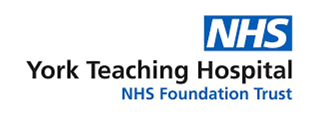 NHS
York Teaching Hospital
NHS Foundation Trust